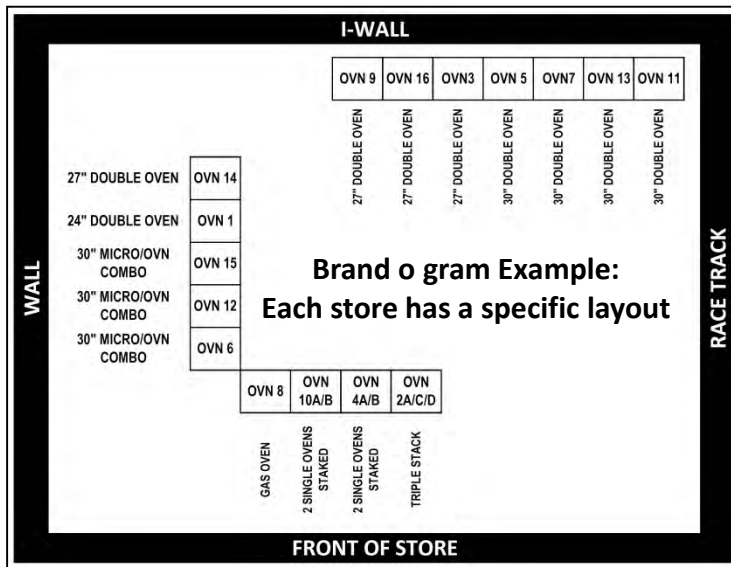 I-WALL
OVN 9 OVN 16 OVN3 OVN 5 OVN7 OVN 13 OVN 11
27" DOUBLE OVEN
27" DOUBLE OVEN
27" DOUBLE OVEN
30" DOUBLE OVEN
30" DOUBLE OVEN
30" DOUBLE OVEN
30" DOUBLE OVEN
27" DOUBLE OVEN OVN 14
24" DOUBLE OVEN OVN 1
30" MICRO/OVN
COMBO
OVN 15
30" MICRO/OVN
COMBO
OVN 12
30" MICRO/OVN
COMBO
OVN 6
WALL
Brand o gram Example:
Each store has a specific layout
RACE TRACK
OVN 8
OVN
10A/B
OVN
4A/B
OVN
2A/C/D
GAS OVEN
2 SINGLE OVENS
STAKED
2 SINGLE OVENS
STAKED
TRIPLE STACK
FRONT OF STORE